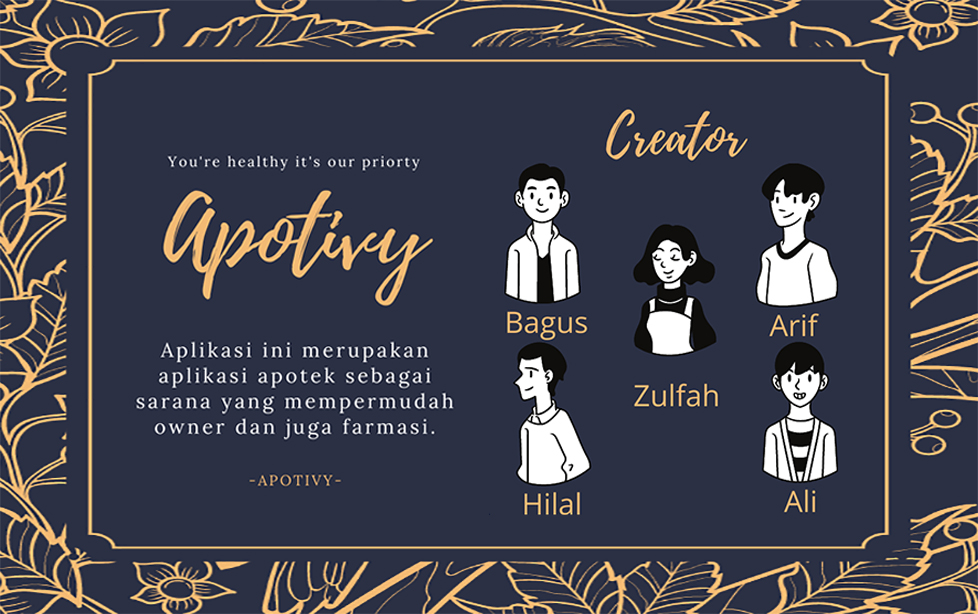 You're healthy it's our priorty
Apotivy
Aplikasi ini merupakan
aplikasi apotek sebagai
sarana yang mempermudah
owner dan juga farmasi.
-APOTIVY-
Creator
Bagus
Arif
Zulfah
Hilal
Ali